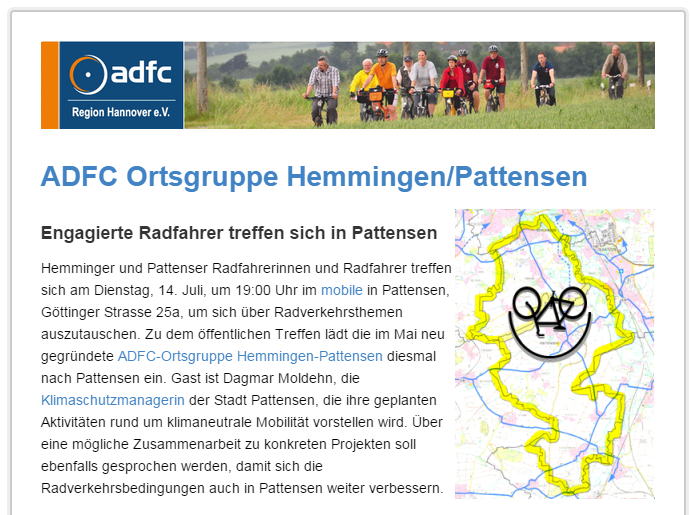 adfc
Region Hannover e.V.
ADFC Ortsgruppe Hemmingen/Pattensen
Engagierte Radfahrer treffen sich in Pattensen
Hemminger und Pattenser Radfahrerinnen und Radfahrer treffen
sich am Dienstag, 14. Juli, um 19:00 Uhr im mobile in Pattensen,
Göttinger Strasse 25a, um sich über Radverkehrsthemen
auszutauschen. Zu dem öffentlichen Treffen lädt die im Mai neu
gegründete ADFC-Ortsgruppe Hemmingen-Pattensen diesmal
nach Pattensen ein. Gast ist Dagmar Moldehn, die
Klimaschutzmanagerin der Stadt Pattensen, die ihre geplanten
Aktivitäten rund um klimaneutrale Mobilität vorstellen wird. Über
eine mögliche Zusammenarbeit zu konkreten Projekten soll
ebenfalls gesprochen werden, damit sich die
Radverkehrsbedingungen auch in Pattensen weiter verbessern.